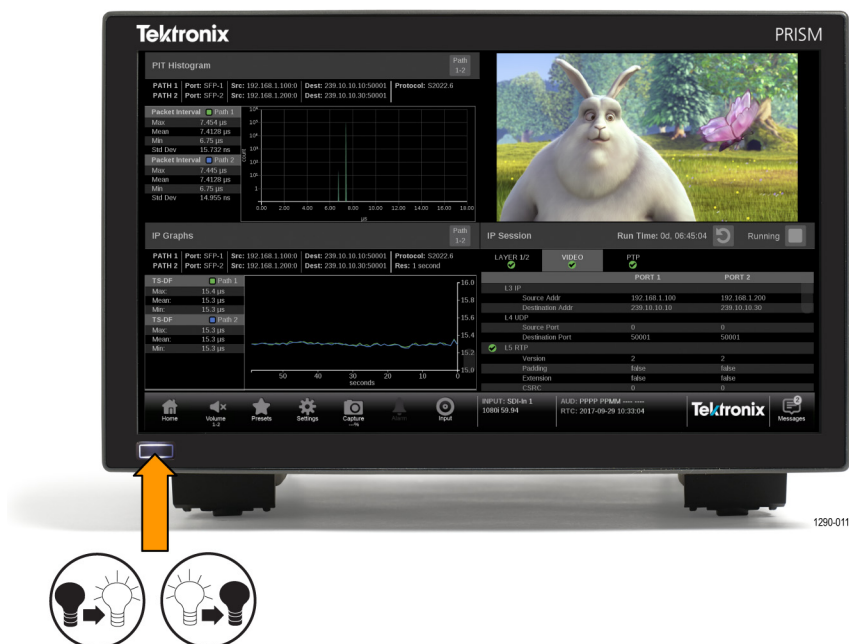 Tektronix
PRISM
PIT Histogram
Path
1-2
PATH 1 Port: SFP-1 Src: 192.168.1.100:0 Dest: 239.10.10.10:50001 Protocol: S2022.6
PATH 2 Port: SFP-2 Src: 192.168.1.200:0 Dest: 239.10.10.30:50001
Packet Interval Path 1
Max 7.454 µs
Mean 7.4128 µs
Min 6.75 µs
Std Dev 15.732 ns
Packet Interval Path 2
Max 7.445 µs
Mean 7.4128 µs
Min 6.75 µs
Std Dev 14.955 ns
count
1
0.00 2.00 4.00 6.00 8.00 10.00 12.00 14.00 16.00 18.00
µs
IP Graphs
Path
1-2
PATH 1 Port: SFP-1 Src: 192.168.1.100:0 Dest: 239.10.10.10:50001 Protocol: S2022.6
PATH 2 Port: SFP-2 Src: 192.168.1.200:0 Dest: 239.10.10.30:50001 Res: 1 second
TS-DF Path 1
Max: 15.4 µs
Mean: 15.3 µs
Min: 15.3 µs
TS-DF Path 2
Max: 15.3 µs
Mean: 15.3 µs
Min: 15.3 µs
16.0
15.8
15.6
15.4
15.2
15.0
50 40 30 20 10 0
seconds
IP Session Run Time: 0d, 06:45:04 Running
LAYER 1/2 VIDEO PTP
PORT 1 PORT 2
L3 IP
Source Addr 192.168.1.100 192.168.1.200
Destination Addr 239.10.10.10 239.10.10.30
L4 UDP
Source Port 0 0
Destination Port 50001 50001
L5 RTP
Version 2 2
Padding false false
Extension false false
CSRC 0 0
Home
Volume
1-2
Presets
Settings
Capture
--%
Input
INPUT: SDI-In 1
1080i 59.94
AUD: PPPP PPMM ---- ----
RTC: 2017-09-29 10:33:04
Tektronix
2
Messages
1290-011